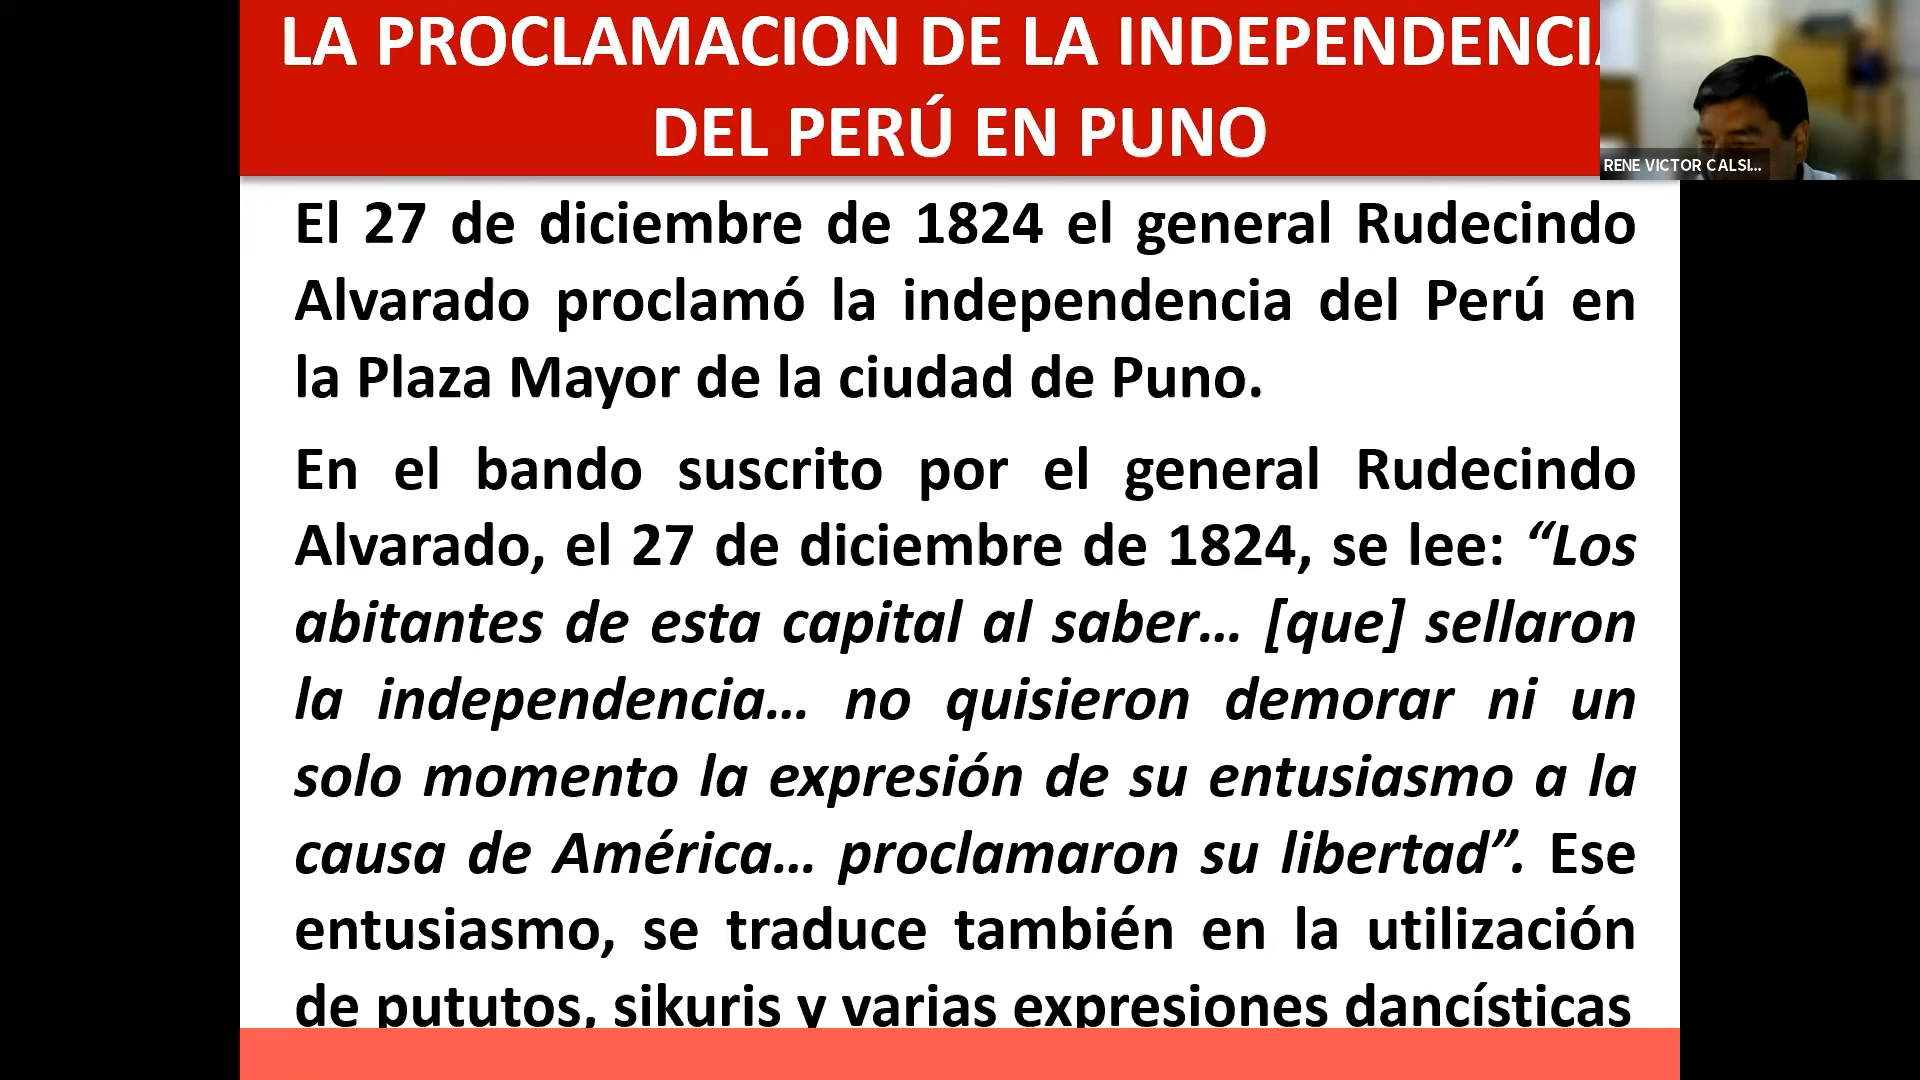 LA PROCLAMACION DE LA INDEPENDENCIA
DEL PERÚ EN PUNO
RENE VICTOR CALSI...
El 27 de diciembre de 1824 el general Rudecindo
Alvarado proclamó la independencia del Perú en
la Plaza Mayor de la ciudad de Puno.
En el bando suscrito por el general Rudecindo
Alvarado, el 27 de diciembre de 1824, se lee: “Los
abitantes de esta capital al saber... [que] sellaron
la independencia... no quisieron demorar ni un
solo momento la expresión de su entusiasmo a la
causa de América... proclamaron su libertad”. Ese
entusiasmo, se traduce también en la utilización
de pututos, sikuris y varias expresiones dancísticas